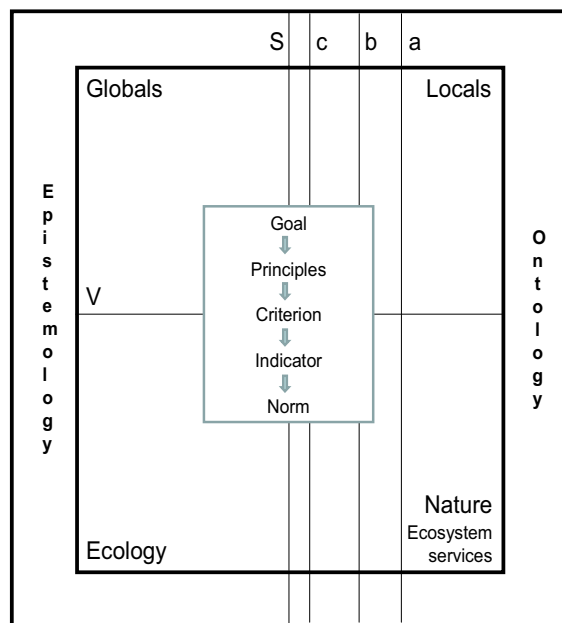 S c b a
Globals
Locals
Epistemology
Ontology
Goal
Principles
V
Criterion
Indicator
Norm
Nature
Ecosystem
services
Ecology